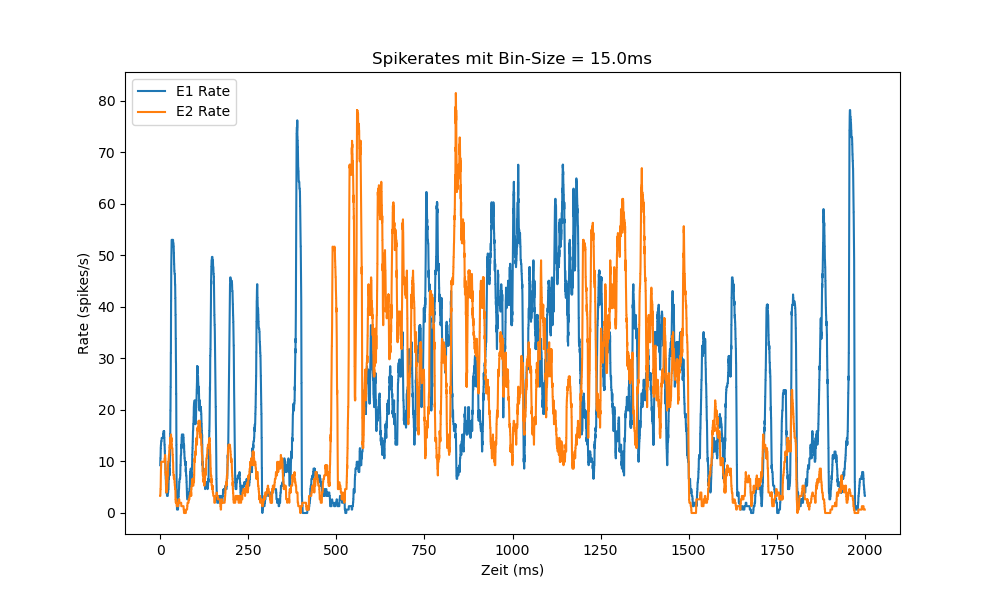 Spikerates mit Bin-Size = 15.0ms
E1 Rate
E2 Rate
Rate (spikes/s)
80
70
60
50
40
30
20
10
0
0 250 500 750 1000 1250 1500 1750 2000
Zeit (ms)